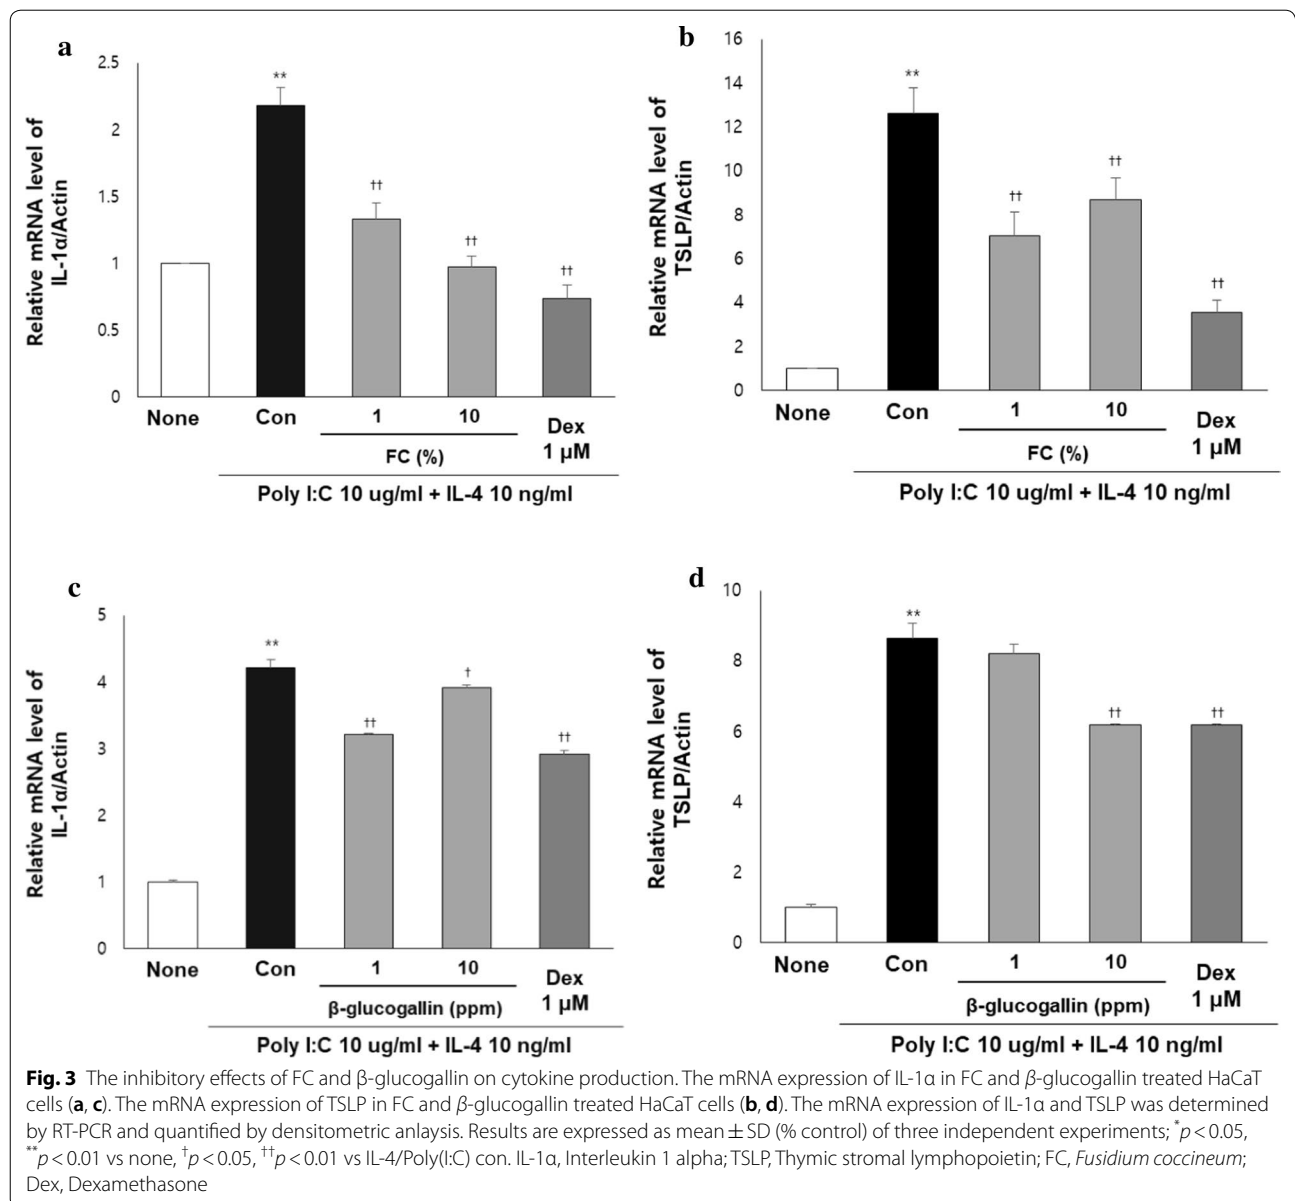 a
Relative mRNA level of
IL-1α/Actin
2.5
2
1.5
1
0.5
0
**
††
††
††
None
Con
1
10
Dex
1 µM
FC (%)
Poly I:C 10 ug/ml + IL-4 10 ng/ml
b
Relative mRNA level of
TSLP/Actin
16
14
12
10
8
6
4
2
0
**
††
††
††
None
Con
1
10
Dex
1 µM
FC (%)
Poly I:C 10 ug/ml + IL-4 10 ng/ml
c
Relative mRNA level of
IL-1α/Actin
5
4
3
2
1
0
**
††
†
††
None
Con
1
10
Dex
1 µM
β-glucogallin (ppm)
Poly I:C 10 ug/ml + IL-4 10 ng/ml
d
Relative mRNA level of
TSLP/Actin
10
8
6
4
2
0
**
††
††
None
Con
1
10
Dex
1 µM
β-glucogallin (ppm)
Poly I:C 10 ug/ml + IL-4 10 ng/ml
Fig. 3 The inhibitory effects of FC and β-glucogallin on cytokine production. The mRNA expression of IL-1α in FC and β-glucogallin treated HaCaT
cells (a, c). The mRNA expression of TSLP in FC and β-glucogallin treated HaCaT cells (b, d). The mRNA expression of IL-1α and TSLP was determined
by RT-PCR and quantified by densitometric anlaysis. Results are expressed as mean ± SD (% control) of three independent experiments; *p < 0.05,
**p < 0.01 vs none, †p < 0.05, ††p < 0.01 vs IL-4/Poly(I:C) con. IL-1α, Interleukin 1 alpha; TSLP, Thymic stromal lymphopoietin; FC, Fusidium coccineum;
Dex, Dexamethasone